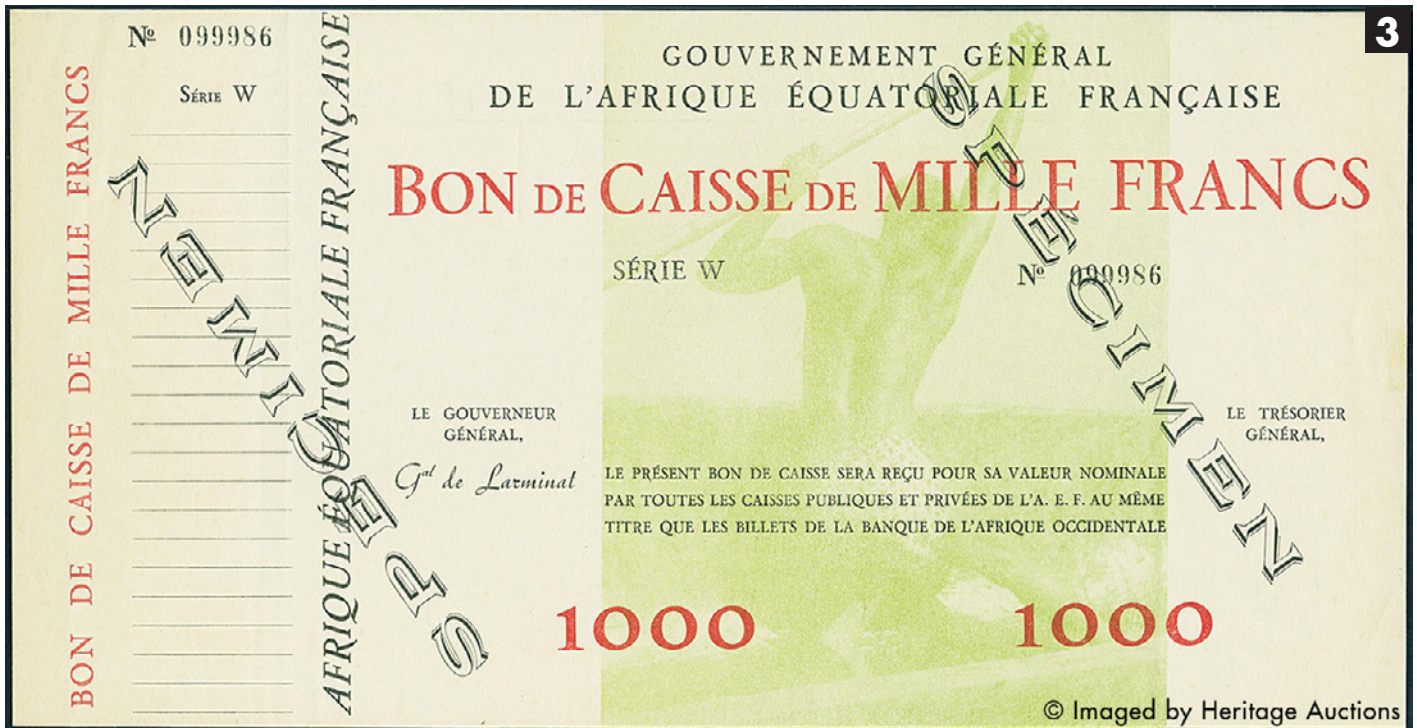 3
BON DE CAISSE DE MILLE FRANCS
Nº 099986
SÉRIE W
SPÉCIMEN
AFRIQUE ÉQUATORIALE FRANÇAISE
GOUVERNEMENT GÉNÉRAL
DE L'AFRIQUE ÉQUATORIALE FRANÇAISE
BON DE CAISSE DE MILLE FRANCS
SÉRIE W
Nº 099986
SPÉCIMEN
LE GOUVERNEUR
GÉNÉRAL,
Gal de Larminat
LE TRÉSORIER
GÉNÉRAL,
LE PRÉSENT BON DE CAISSE SERA REÇU POUR SA VALEUR NOMINALE
PAR TOUTES LES CAISSES PUBLIQUES ET PRIVÉES DE L'A. E. F. AU MÊME
TITRE QUE LES BILLETS DE LA BANQUE DE L'AFRIQUE OCCIDENTALE
1000 1000
© Imaged by Heritage Auctions